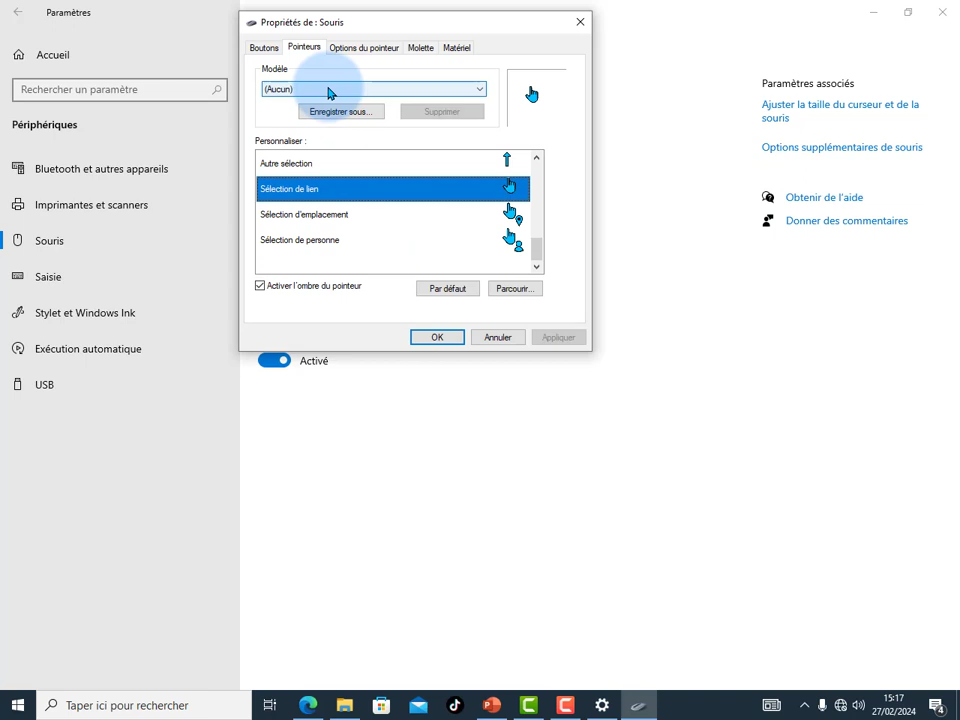 Paramètres
Accueil
Rechercher un paramètre
Périphériques
Bluetooth et autres appareils
Imprimantes et scanners
Souris
Saisie
Stylet et Windows Ink
Exécution automatique
USB
Propriétés de : Souris
Boutons
Pointeurs
Options du pointeur
Molette
Matériel
Modèle
(Aucun)
Enregistrer sous...
Supprimer
Personnaliser :
Autre sélection
Sélection de lien
Sélection d'emplacement
Sélection de personne
Activer l'ombre du pointeur
Par défaut
Parcourir...
OK
Annuler
Appliquer
Activé
Paramètres associés
Ajuster la taille du curseur et de la
souris
Options supplémentaires de souris
Obtenir de l'aide
Donner des commentaires
Taper ici pour rechercher
15:17
27/02/2024
4